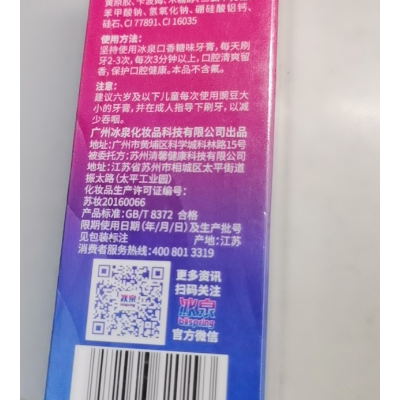 苯甲酸钠、氢氧化钠、硼硅酸铝钙、
硅石、CI 77891、CI 16035
使用方法：
坚持使用冰泉口香糖味牙膏，每天刷
牙2-3次，每次3分钟以上，口腔清爽留
香，保护口腔健康。本品不含氟。
注意：
建议六岁及以下儿童每次使用豌豆大
小的牙膏，并在成人指导下刷牙，以减
少吞咽。
广州冰泉化妆品科技有限公司出品
地址：广州市黄埔区科学城科林路15号
被委托方：苏州清馨健康科技有限公司
地址：江苏省苏州市相城区太平街道
振太路（太平工业园）
化妆品生产许可证编号：
苏妆20160066
产品标准：GB/T 8372 合格
限期使用日期（年/月/日）及生产批号
见包装标注 产地：江苏
消费者服务热线：400 801 3319
更多资讯
扫码关注
冰泉
bàspring
官方微信